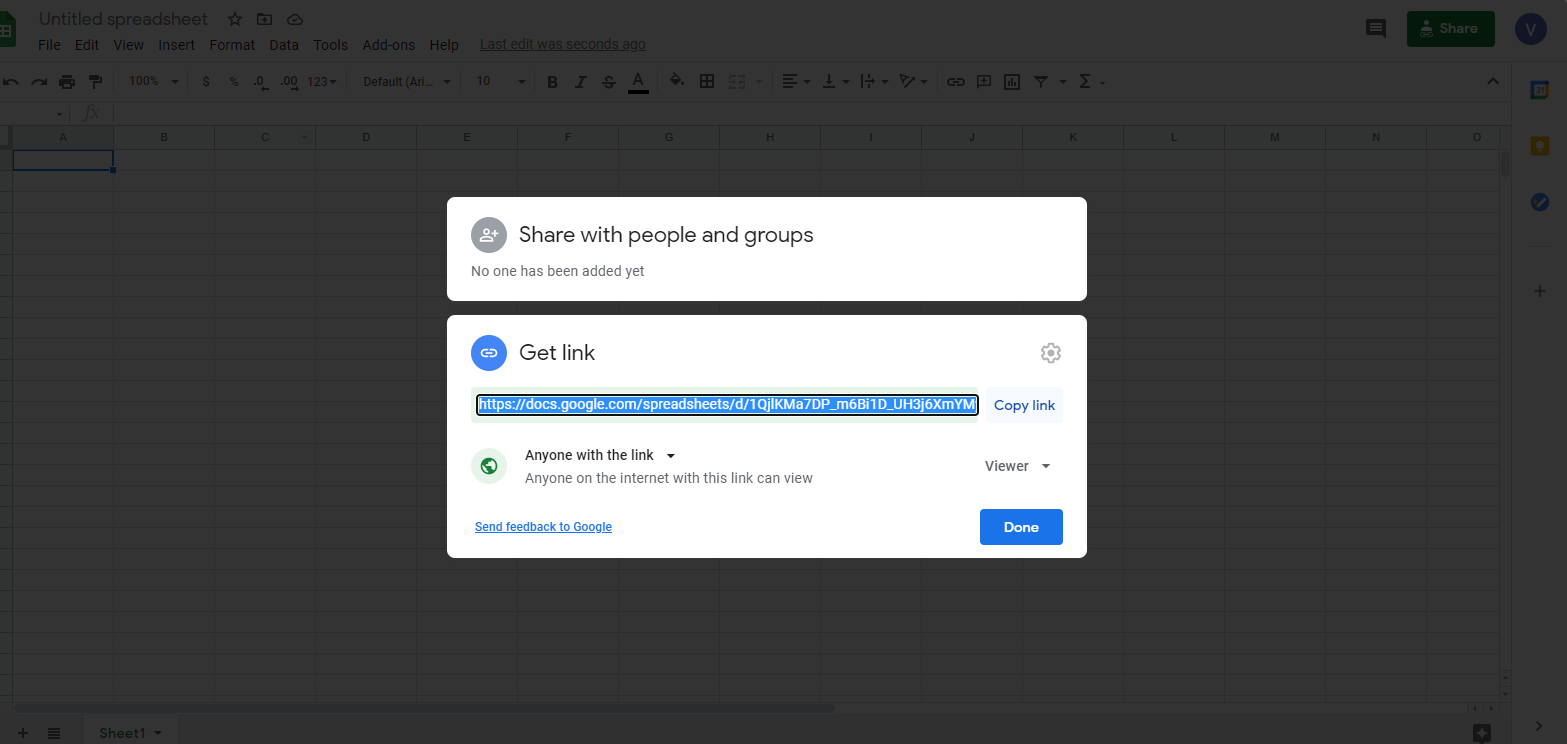 Untitled spreadsheet
File Edit View Insert Format Data Tools Add-ons Help Last edit was seconds ago
Share
V
100% $ % .0 .00 123 Default (Ari... 10 B I S A Σ
31
fx
A B C D E F G H I J K L M N O
Share with people and groups
No one has been added yet
Get link
https://docs.google.com/spreadsheets/d/1QjlKMa7DP_m6Bi1D_UH3j6XmYM
Copy link
Anyone with the link
Anyone on the internet with this link can view
Viewer
Send feedback to Google
Done
Sheet1